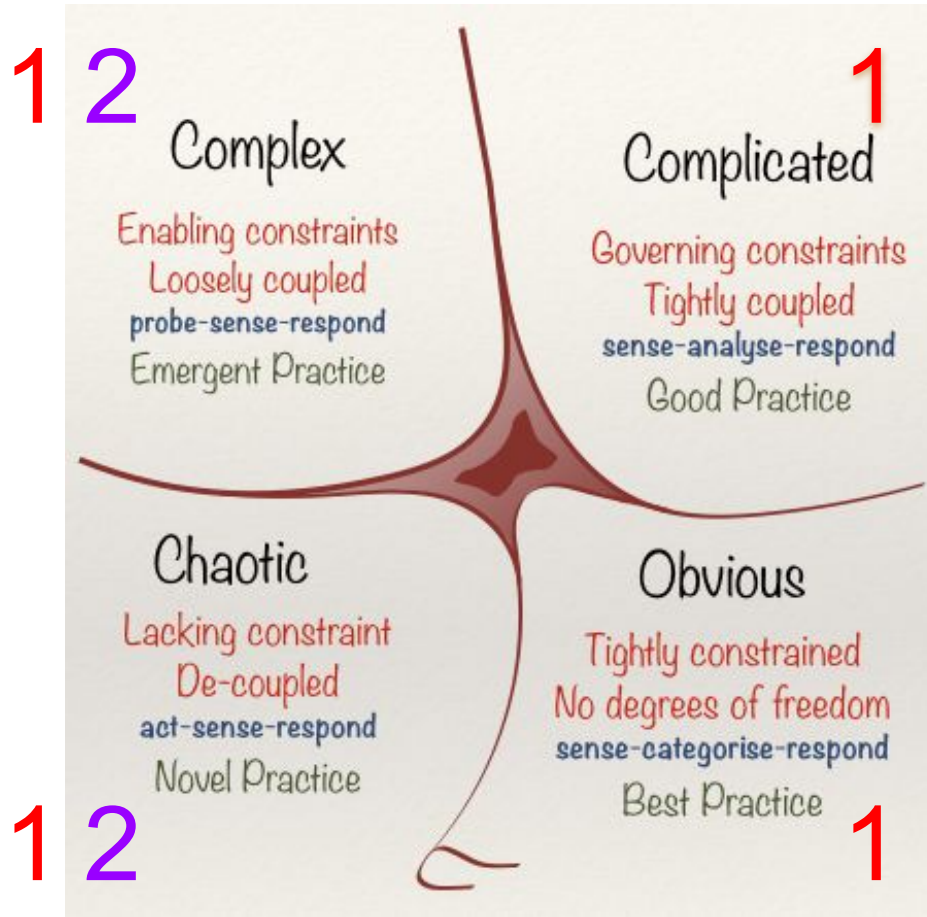 1 2
Complex
Enabling constraints
Loosely coupled
probe-sense-respond
Emergent Practice
1
Complicated
Governing constraints
Tightly coupled
sense-analyse-respond
Good Practice
Chaotic
Lacking constraint
De-coupled
act-sense-respond
Novel Practice
1 2
Obvious
Tightly constrained
No degrees of freedom
sense-categorise-respond
Best Practice
1